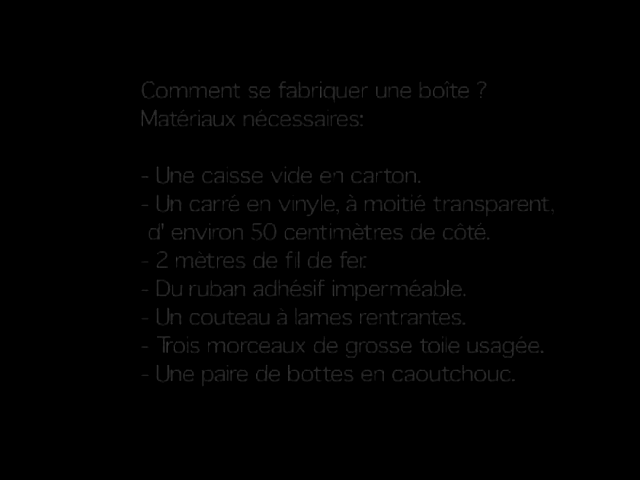 Comment se fabriquer une boîte ?
Matériaux nécessaires:
- Une caisse vide en carton.
- Un carré en vinyle, à moitié transparent,
d' environ 50 centimètres de côté.
- 2 mètres de fil de fer.
- Du ruban adhésif imperméable.
- Un couteau à lames rentrantes.
- Trois morceaux de grosse toile usagée.
- Une paire de bottes en caoutchouc.